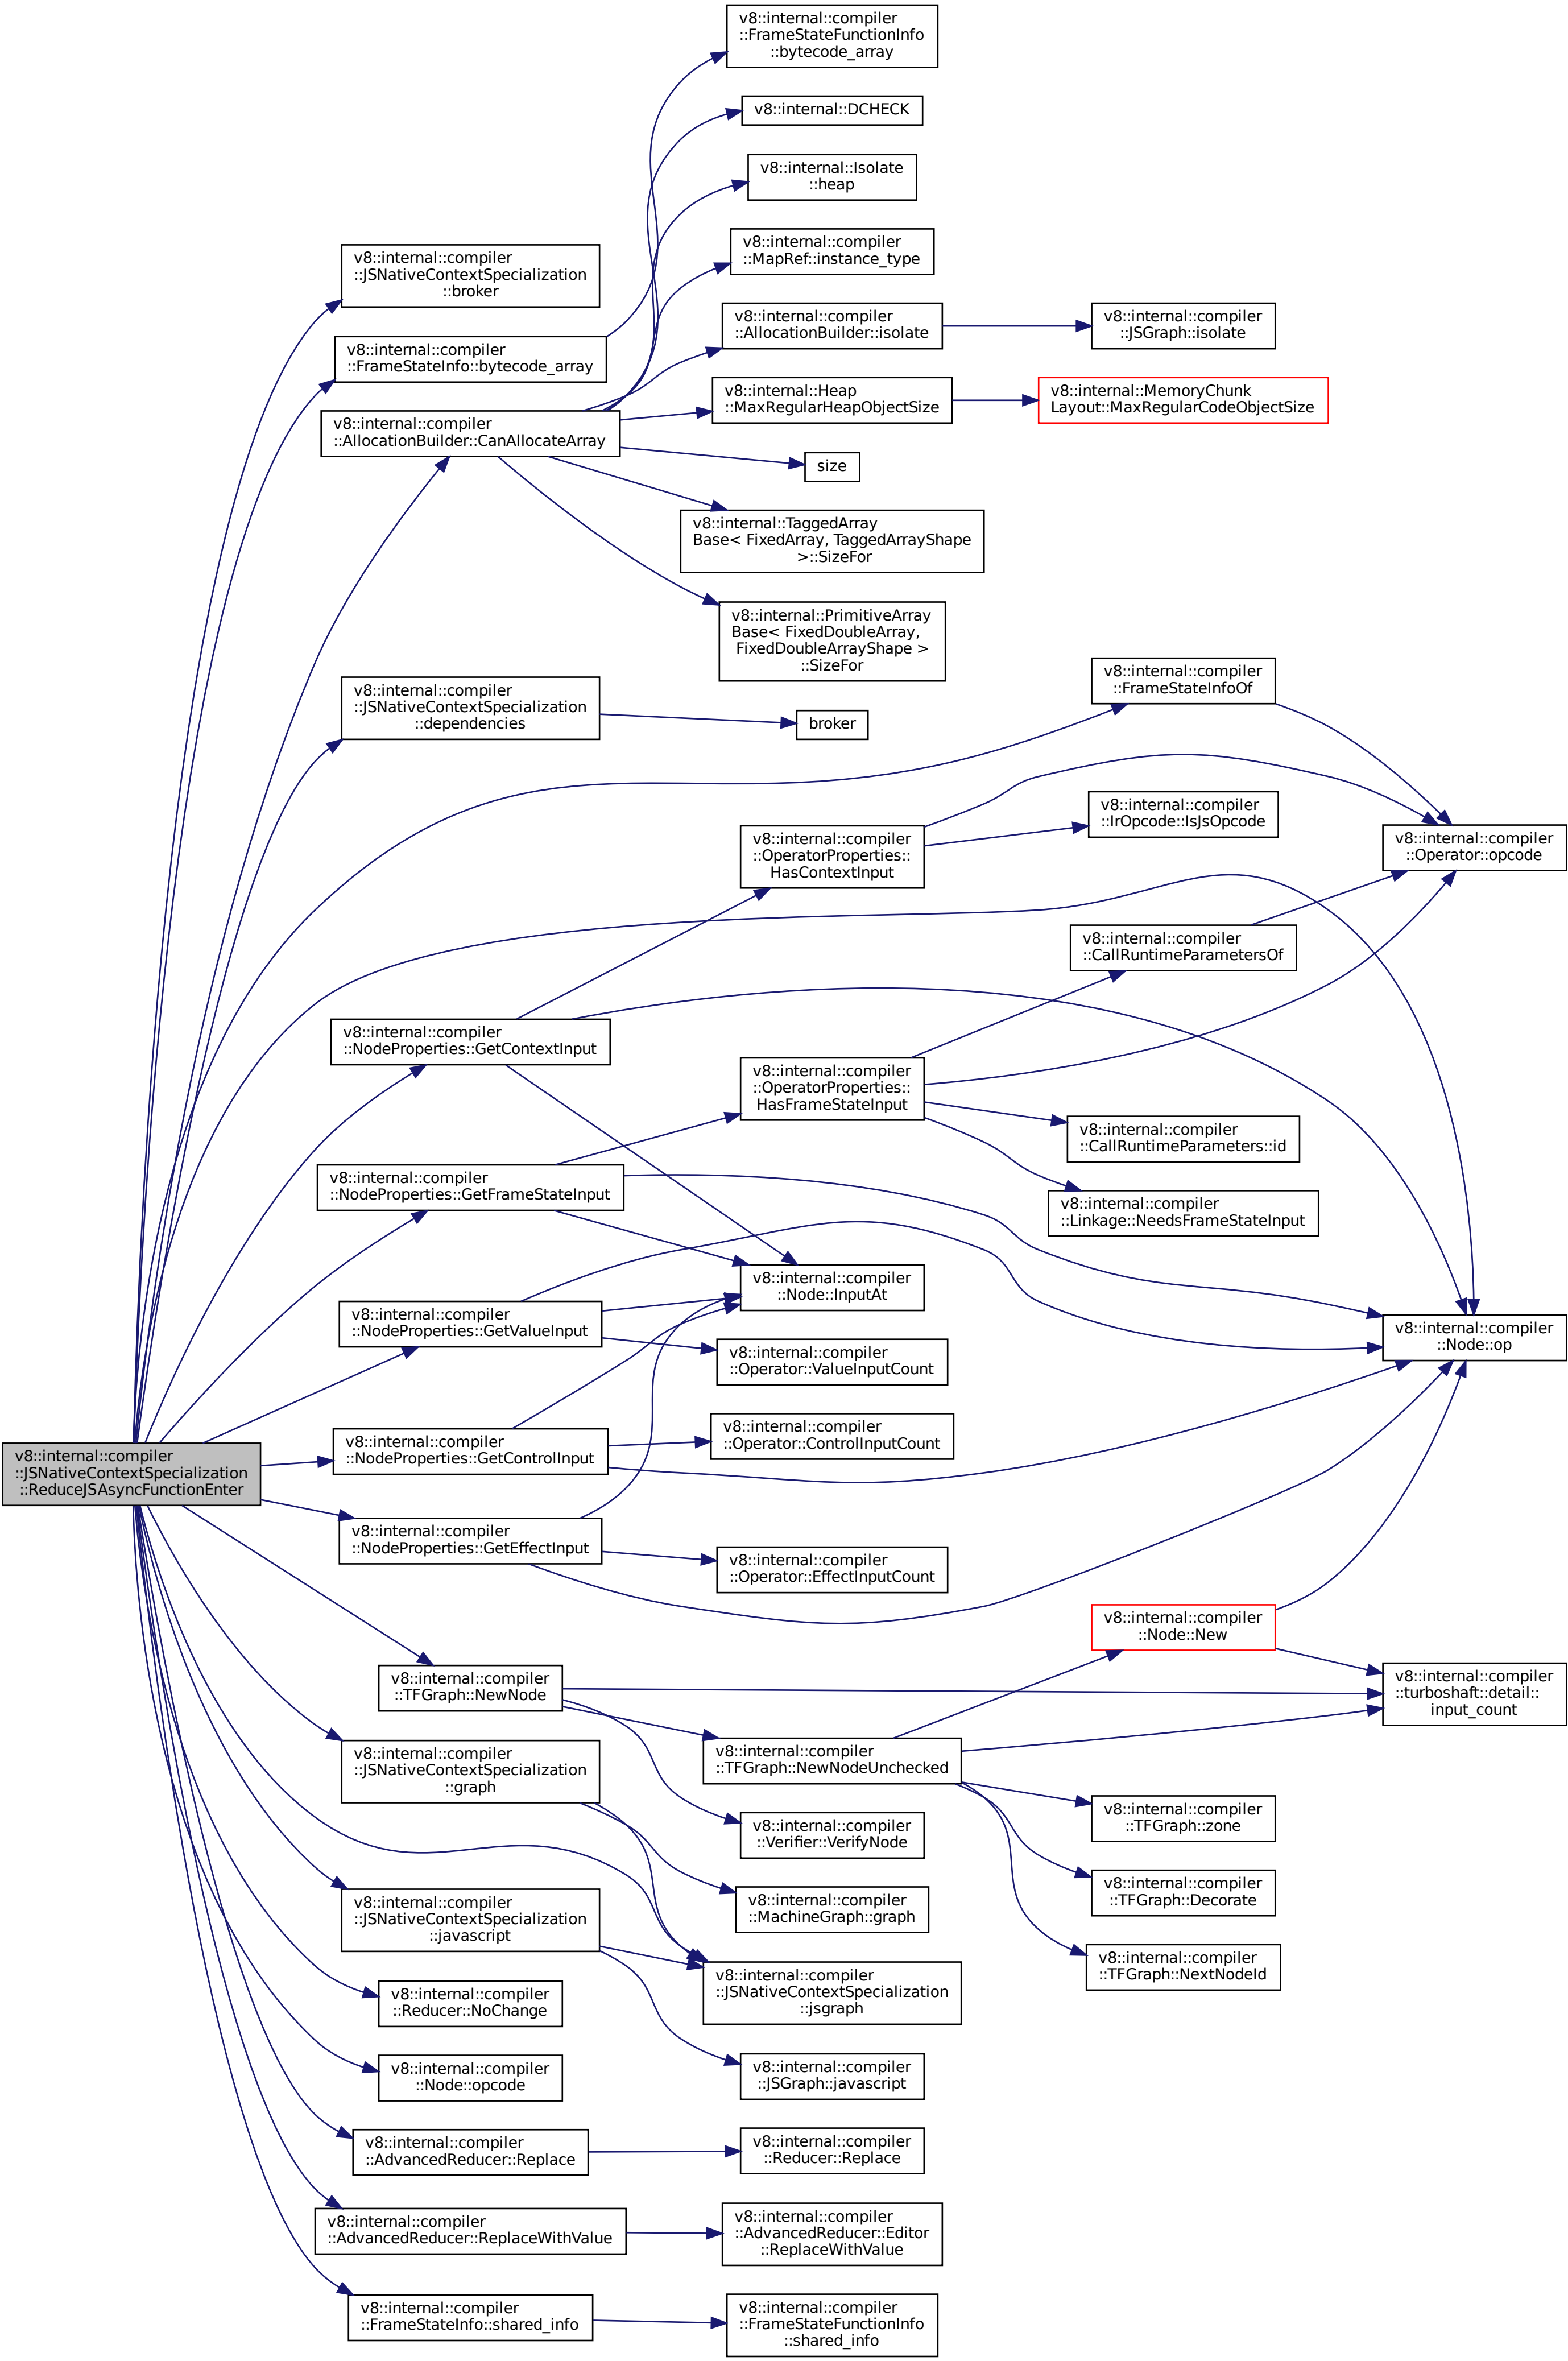 v8::internal::compiler
::FrameStateFunctionInfo
::bytecode_array
v8::internal::DCHECK
v8::internal::Isolate
::heap
v8::internal::compiler
::MapRef::instance_type
v8::internal::compiler
::JSNativeContextSpecialization
::broker
v8::internal::compiler
::AllocationBuilder::isolate
v8::internal::compiler
::JSGraph::isolate
v8::internal::compiler
::FrameStateInfo::bytecode_array
v8::internal::Heap
::MaxRegularHeapObjectSize
v8::internal::MemoryChunk
Layout::MaxRegularCodeObjectSize
v8::internal::compiler
::AllocationBuilder::CanAllocateArray
size
v8::internal::TaggedArray
Base< FixedArray, TaggedArrayShape
>::SizeFor
v8::internal::PrimitiveArray
Base< FixedDoubleArray,
FixedDoubleArrayShape >
::SizeFor
v8::internal::compiler
::FrameStateInfoOf
v8::internal::compiler
::JSNativeContextSpecialization
::dependencies
broker
v8::internal::compiler
::IrOpcode::IsJsOpcode
v8::internal::compiler
::OperatorProperties::
HasContextInput
v8::internal::compiler
::Operator::opcode
v8::internal::compiler
::CallRuntimeParametersOf
v8::internal::compiler
::NodeProperties::GetContextInput
v8::internal::compiler
::OperatorProperties::
HasFrameStateInput
v8::internal::compiler
::CallRuntimeParameters::id
v8::internal::compiler
::NodeProperties::GetFrameStateInput
v8::internal::compiler
::Linkage::NeedsFrameStateInput
v8::internal::compiler
::Node::InputAt
v8::internal::compiler
::NodeProperties::GetValueInput
v8::internal::compiler
::Node::op
v8::internal::compiler
::Operator::ValueInputCount
v8::internal::compiler
::Operator::ControlInputCount
v8::internal::compiler
::NodeProperties::GetControlInput
v8::internal::compiler
::JSNativeContextSpecialization
::ReduceJSAsyncFunctionEnter
v8::internal::compiler
::NodeProperties::GetEffectInput
v8::internal::compiler
::Operator::EffectInputCount
v8::internal::compiler
::Node::New
v8::internal::compiler
::TFGraph::NewNode
v8::internal::compiler
::turboshaft::detail::
input_count
v8::internal::compiler
::TFGraph::NewNodeUnchecked
v8::internal::compiler
::JSNativeContextSpecialization
::graph
v8::internal::compiler
::TFGraph::zone
v8::internal::compiler
::Verifier::VerifyNode
v8::internal::compiler
::TFGraph::Decorate
v8::internal::compiler
::MachineGraph::graph
v8::internal::compiler
::JSNativeContextSpecialization
::javascript
v8::internal::compiler
::TFGraph::NextNodeId
v8::internal::compiler
::JSNativeContextSpecialization
::jsgraph
v8::internal::compiler
::Reducer::NoChange
v8::internal::compiler
::JSGraph::javascript
v8::internal::compiler
::Node::opcode
v8::internal::compiler
::AdvancedReducer::Replace
v8::internal::compiler
::Reducer::Replace
v8::internal::compiler
::AdvancedReducer::ReplaceWithValue
v8::internal::compiler
::AdvancedReducer::Editor
::ReplaceWithValue
v8::internal::compiler
::FrameStateInfo::shared_info
v8::internal::compiler
::FrameStateFunctionInfo
::shared_info